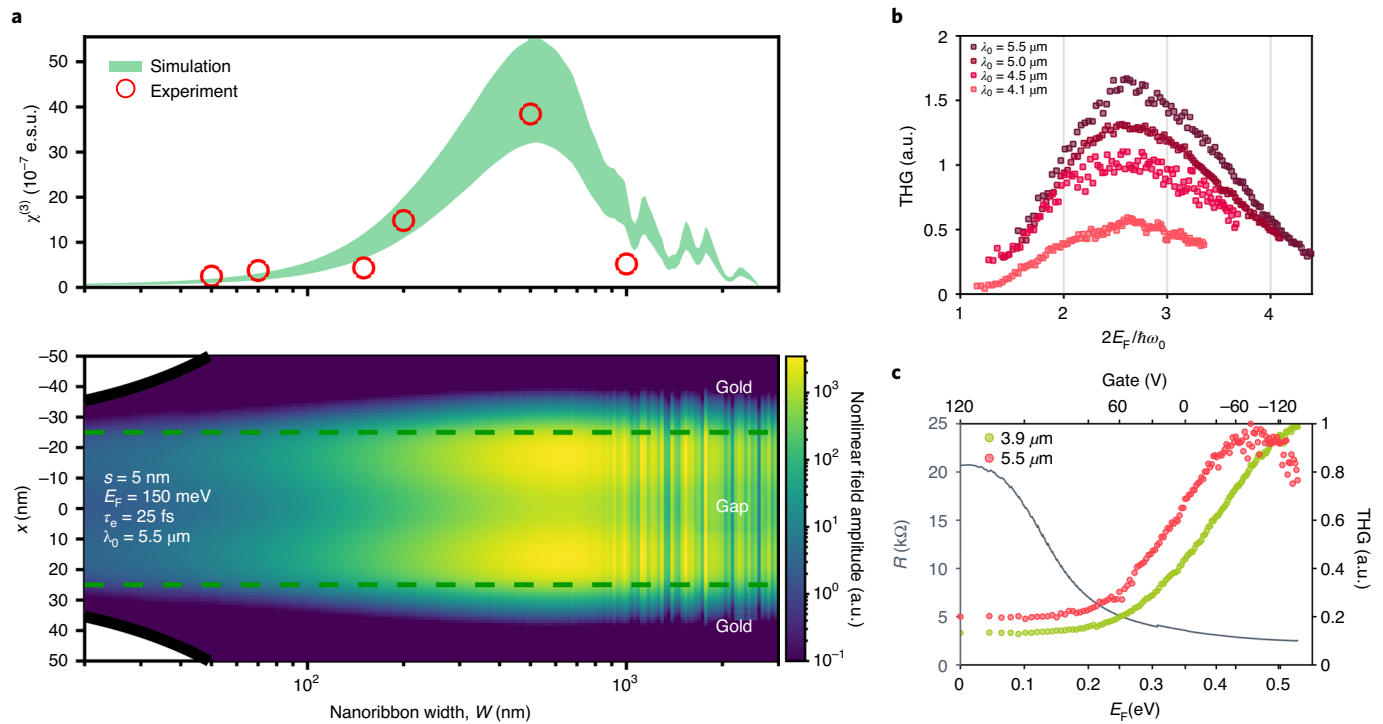 a
50
40
30
20
10
0
χ(3) (10−7 e.s.u.)
Simulation
Experiment
−50
−40
−30
−20
−10
0
10
20
30
40
50
x (nm)
s = 5 nm
EF = 150 meV
τe = 25 fs
λ0 = 5.5 μm
Gold
Gap
Gold
103
102
101
100
10−1
Nonlinear field amplitude (a.u.)
102 103
Nanoribbon width, W (nm)
b
2
1.5
1
0.5
0
THG (a.u.)
λ0 = 5.5 μm
λ0 = 5.0 μm
λ0 = 4.5 μm
λ0 = 4.1 μm
1 2 3 4
2EF/ħω0
c
Gate (V)
120 60 0 −60 −120
25
20
15
10
5
0
R (kΩ)
3.9 μm
5.5 μm
1
0.8
0.6
0.4
0.2
0
THG (a.u.)
0 0.1 0.2 0.3 0.4 0.5
EF(eV)